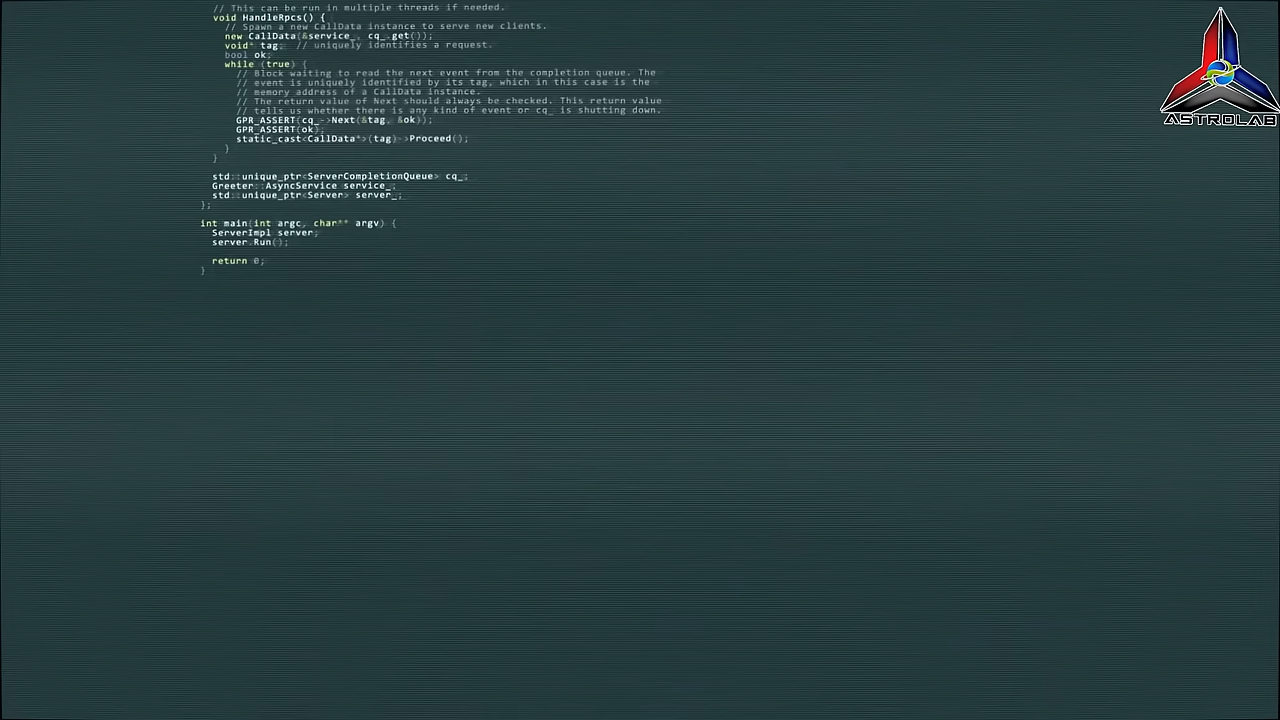 // This can be run in multiple threads if needed.
void HandleRpcs() {
// Spawn a new CallData instance to serve new clients.
new CallData(&service_, cq_.get());
void* tag; // uniquely identifies a request.
bool ok;
while (true) {
// Block waiting to read the next event from the completion queue. The
// event is uniquely identified by its tag, which in this case is the
// memory address of a CallData instance.
// The return value of Next should always be checked. This return value
// tells us whether there is any kind of event or cq_ is shutting down.
GPR_ASSERT(cq_->Next(&tag, &ok));
GPR_ASSERT(ok);
static_cast<CallData*>(tag)->Proceed();
}
}
std::unique_ptr<ServerCompletionQueue> cq_;
Greeter::AsyncService service_;
std::unique_ptr<Server> server_;
};
int main(int argc, char** argv) {
ServerImpl server;
server.Run();
return 0;
}
ASTROLAB